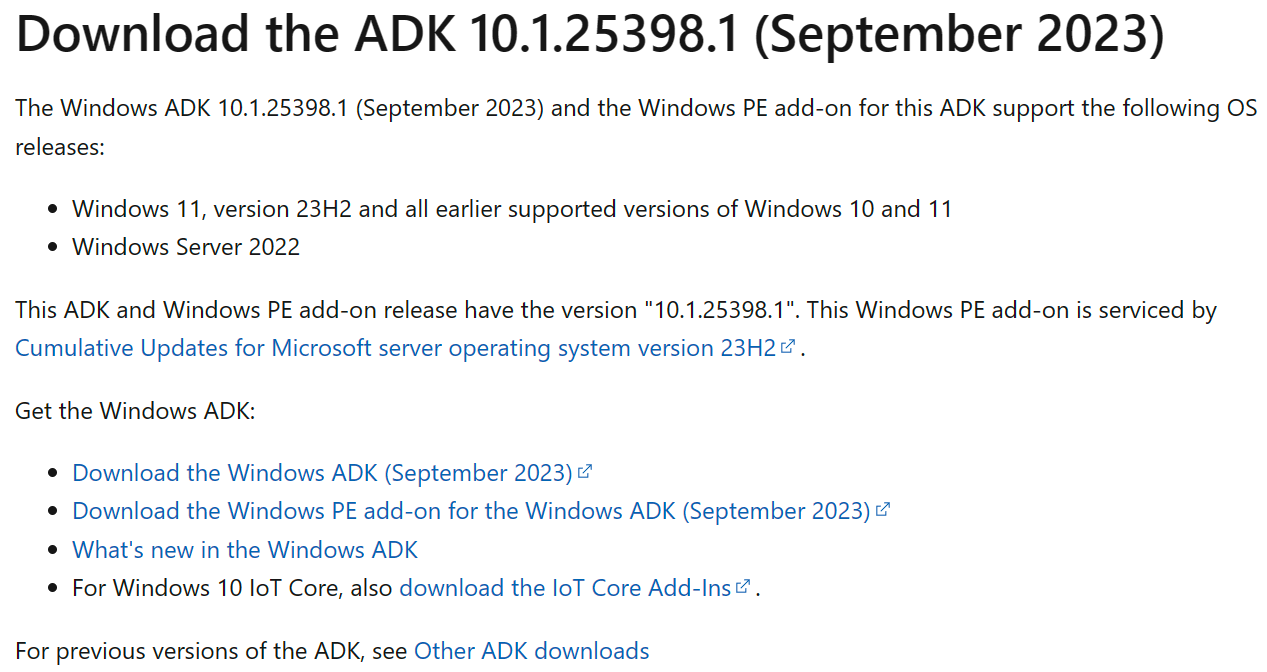 Download the ADK 10.1.25398.1 (September 2023)
The Windows ADK 10.1.25398.1 (September 2023) and the Windows PE add-on for this ADK support the following OS
releases:
• Windows 11, version 23H2 and all earlier supported versions of Windows 10 and 11
• Windows Server 2022
This ADK and Windows PE add-on release have the version "10.1.25398.1". This Windows PE add-on is serviced by
Cumulative Updates for Microsoft server operating system version 23H2.
Get the Windows ADK:
• Download the Windows ADK (September 2023)
• Download the Windows PE add-on for the Windows ADK (September 2023)
• What's new in the Windows ADK
• For Windows 10 IoT Core, also download the IoT Core Add-Ins.
For previous versions of the ADK, see Other ADK downloads